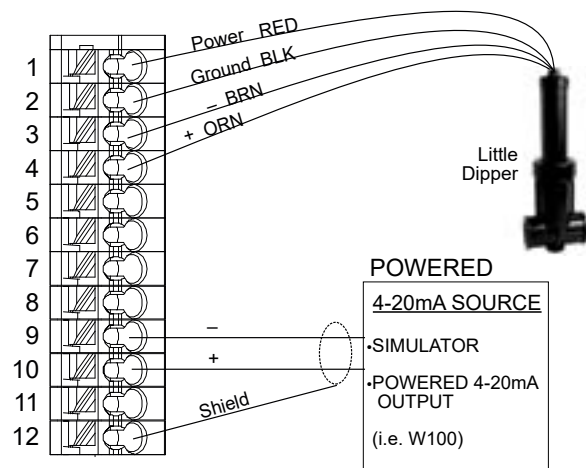 Power RED
Ground BLK
– BRN
+ ORN
1
2
3
4
5
6
7
8
9
10
11
12
Little
Dipper
POWERED
4-20mA SOURCE
•SIMULATOR
•POWERED 4-20mA
OUTPUT
(i.e. W100)
–
+
Shield